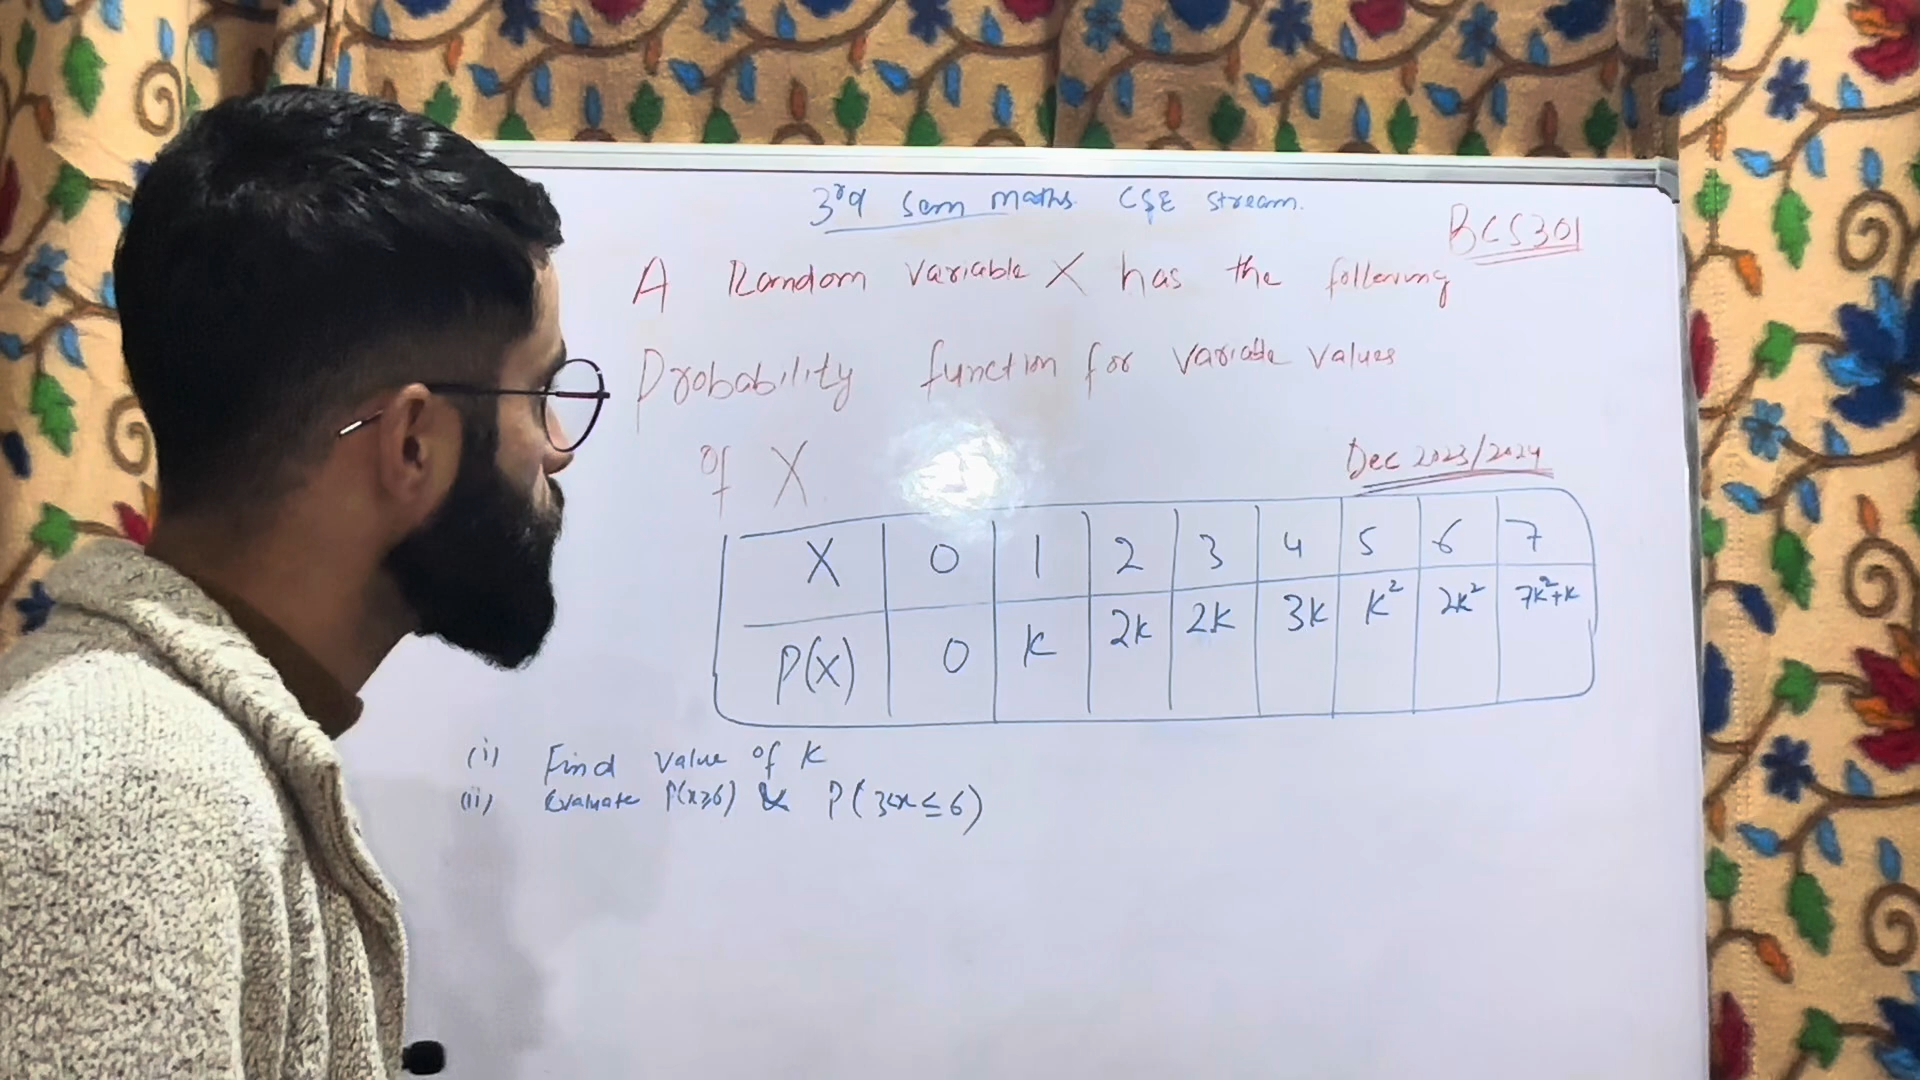 3rd Sem Maths CSE Stream.
BCS301
A Random Variable X has the following
Probability function for variable values
of X
Dec 2023/2024
X 0 1 2 3 4 5 6 7
P(X) 0 k 2k 2k 3k k² 2k² 7k²+k
(i) Find value of k
(ii) Evaluate P(x≥6) & P(3<x≤6)